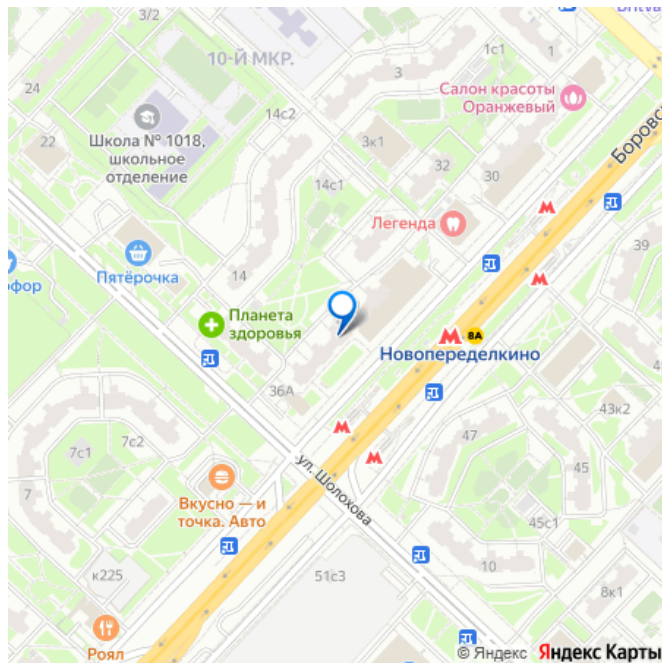 3/2
10-Й МКР.
1с1
24
3
Салон красоты
Оранжевый
14с2
Школа № 1018,
школьное
отделение
22
3к1
Боровс
32
14с1
30
Легенда
39
офор
Пятёрочка
14
Планета
здоровья
8А
Новопеределкино
36А
43к2
7с1
7с2
47
45
ул. Шолохова
7
Вкусно — и
точка. Авто
45с1
10
к225
51с3
8к1
Роял
© Яндекс Яндекс Карты